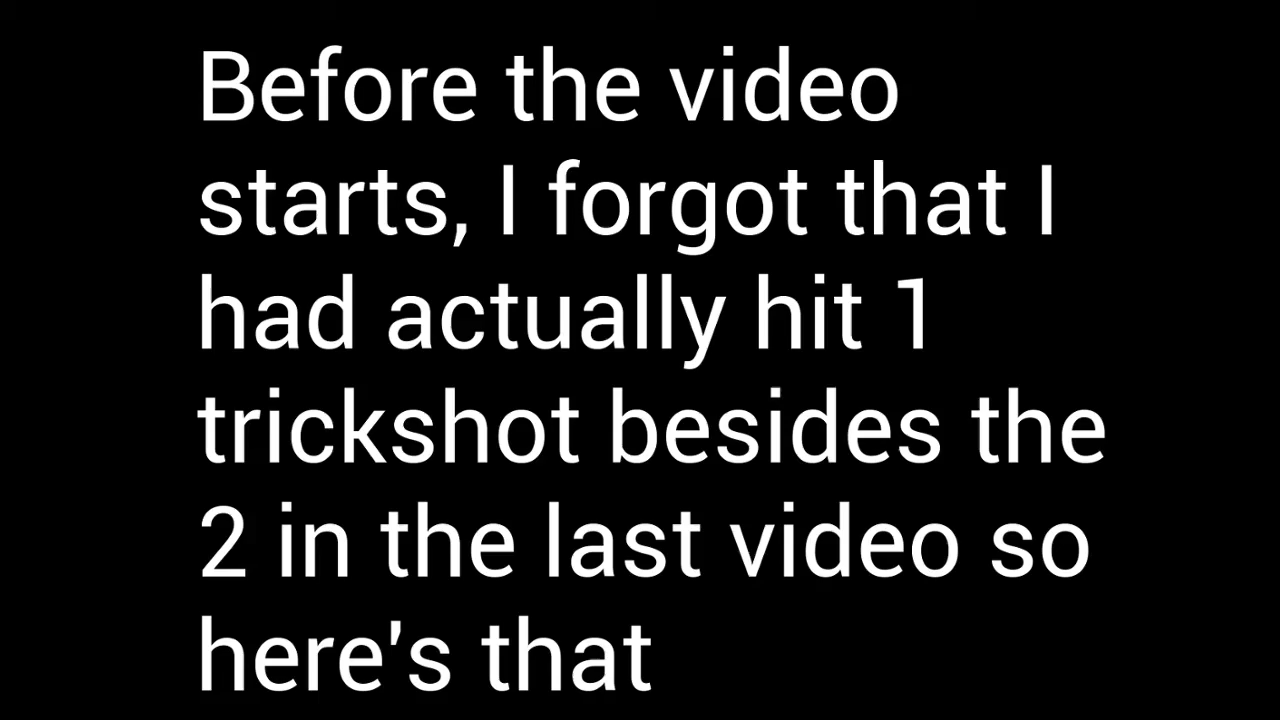 Before the video
starts, I forgot that I
had actually hit 1
trickshot besides the
2 in the last video so
here's that